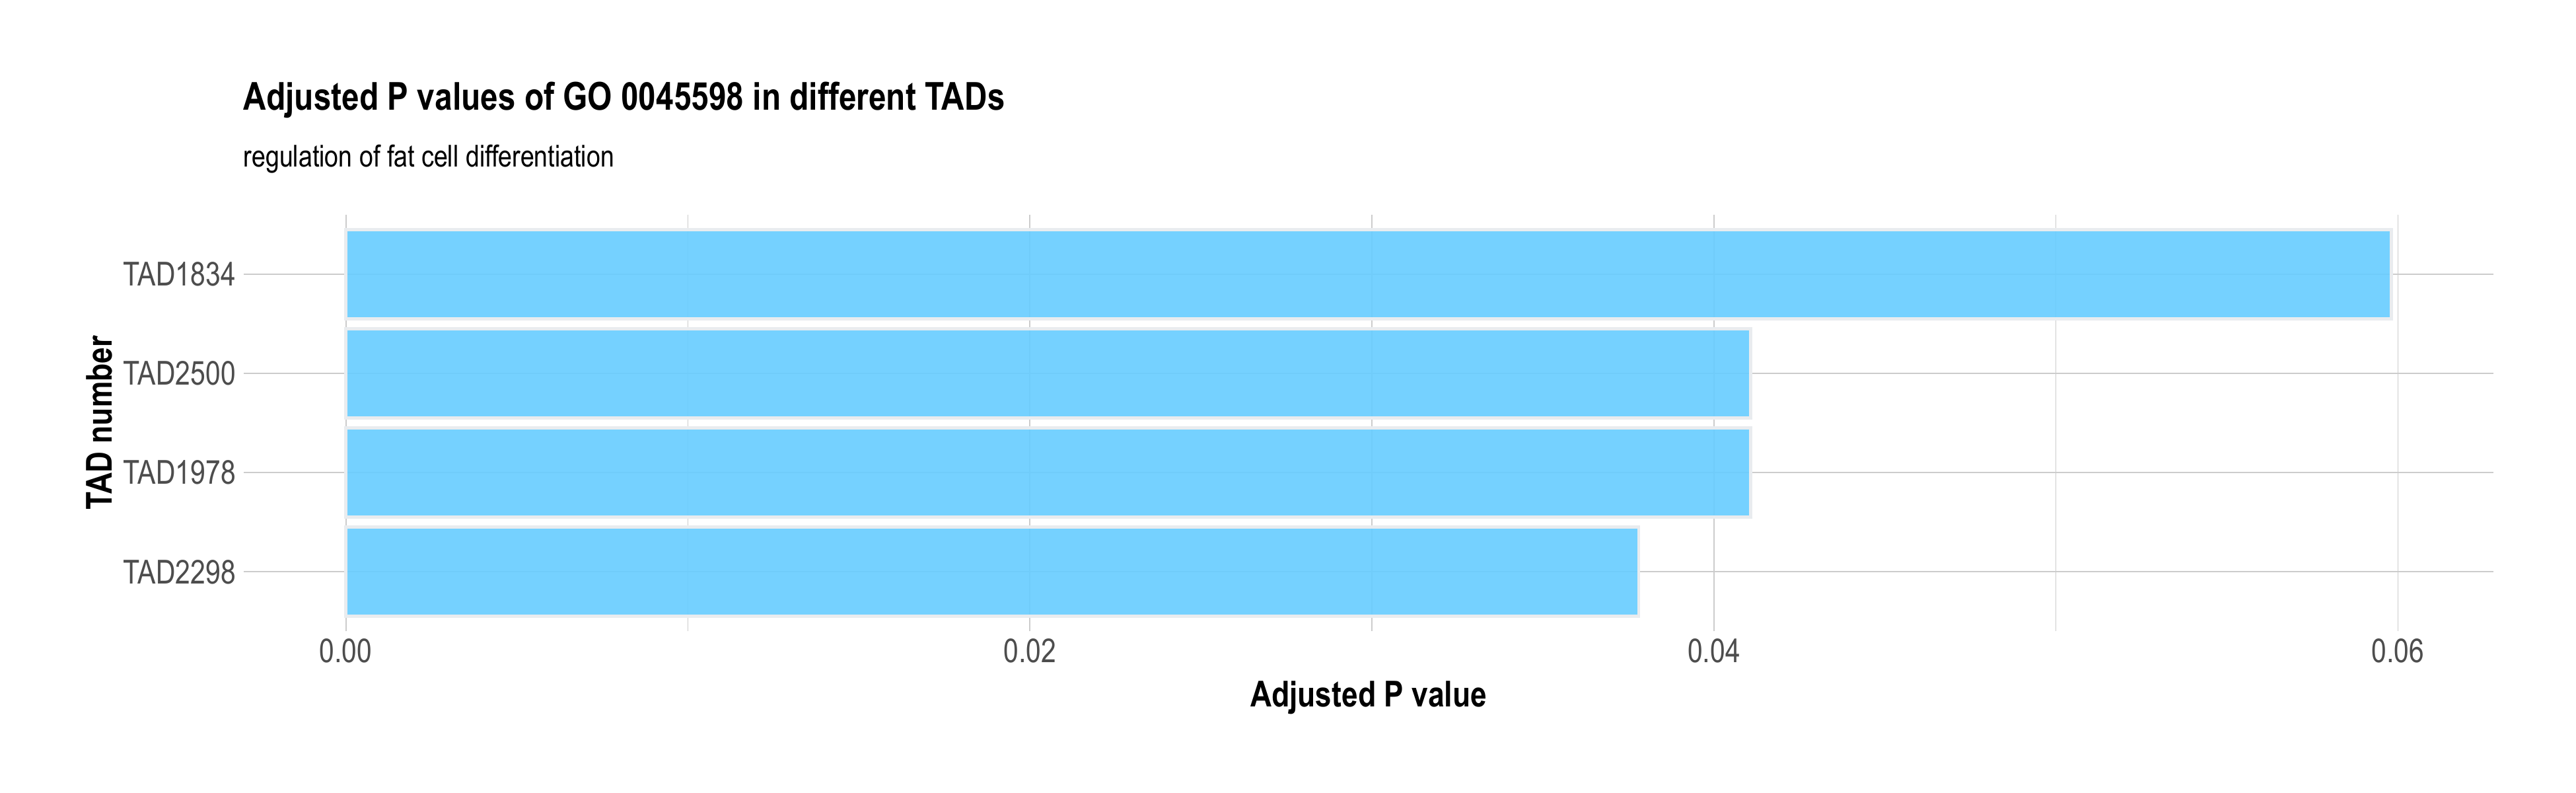 Adjusted P values of GO 0045598 in different TADs
regulation of fat cell differentiation
TAD number
TAD1834
TAD2500
TAD1978
TAD2298
0.00 0.02 0.04 0.06
Adjusted P value